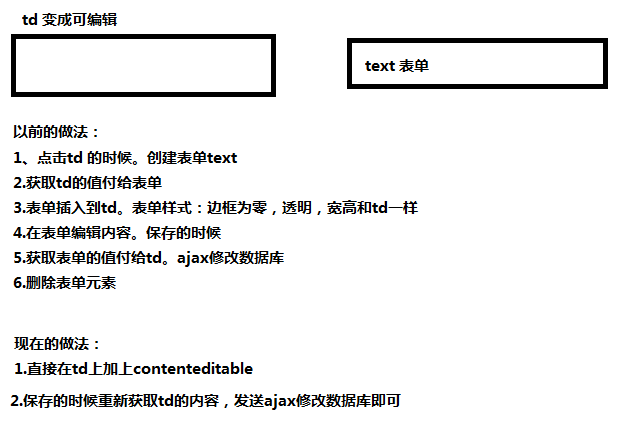 td 变成可编辑
text 表单
以前的做法：
1、点击td 的时候。创建表单text
2.获取td的值付给表单
3.表单插入到td。表单样式：边框为零，透明，宽高和td一样
4.在表单编辑内容。保存的时候
5.获取表单的值付给td。ajax修改数据库
6.删除表单元素
现在的做法：
1.直接在td上加上contenteditable
2.保存的时候重新获取td的内容，发送ajax修改数据库即可